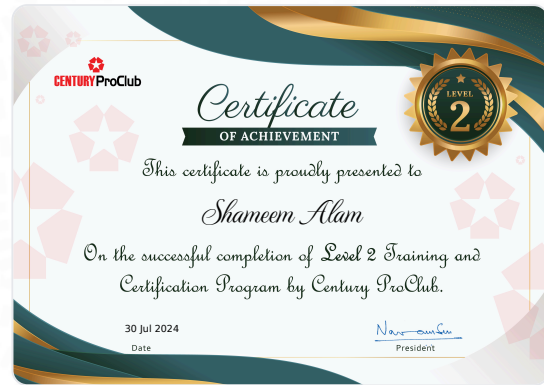 CENTURY ProClub
Certificate
OF ACHIEVEMENT
LEVEL
2
This certificate is proudly presented to
Shameem Alam
On the successful completion of Level 2 Training and
Certification Program by Century ProClub.
30 Jul 2024
Date
President